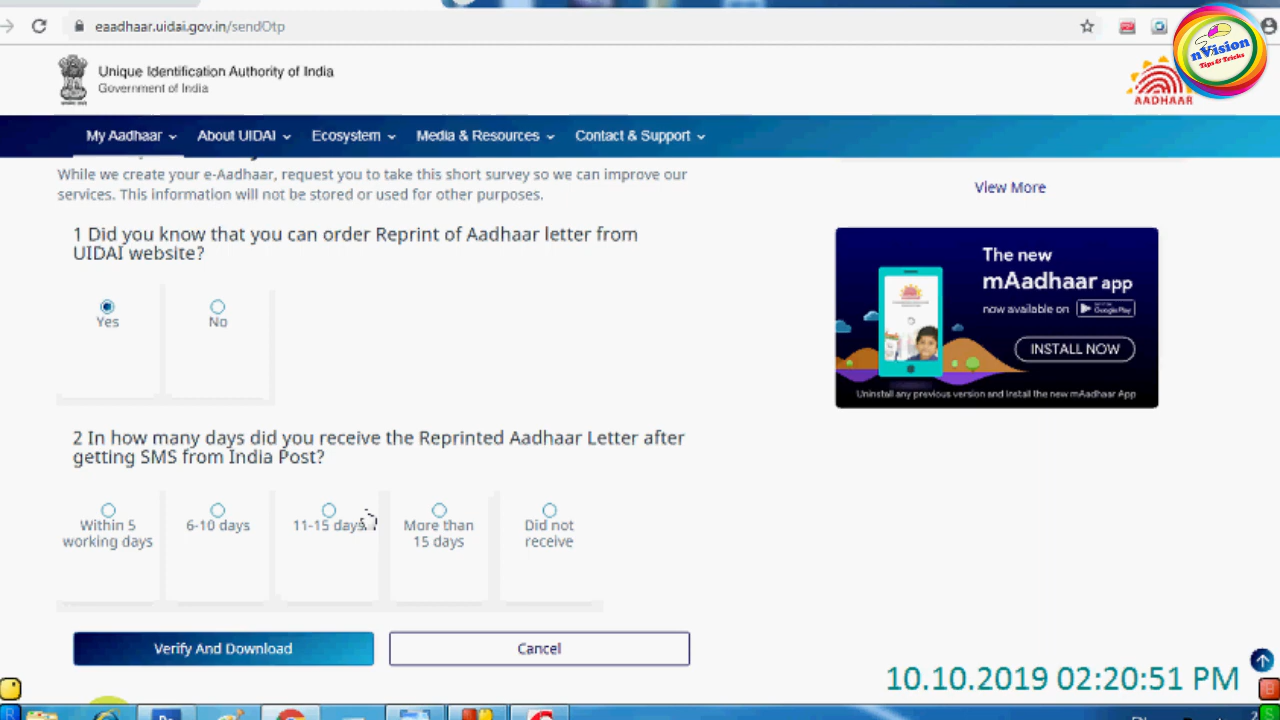 eaadhaar.uidai.gov.in/sendOtp
nVision
Tips & Tricks
Unique Identification Authority of India
Government of India
AADHAAR
My Aadhaar
About UIDAI
Ecosystem
Media & Resources
Contact & Support
While we create your e-Aadhaar, request you to take this short survey so we can improve our
services. This information will not be stored or used for other purposes.
View More
1 Did you know that you can order Reprint of Aadhaar letter from
UIDAI website?
Yes
No
The new
mAadhaar app
now available on
Google Play
INSTALL NOW
Uninstall any previous version and Install the new mAadhaar App
2 In how many days did you receive the Reprinted Aadhaar Letter after
getting SMS from India Post?
Within 5
working days
6-10 days
11-15 days
More than
15 days
Did not
receive
Verify And Download
Cancel
10.10.2019 02:20:51 PM